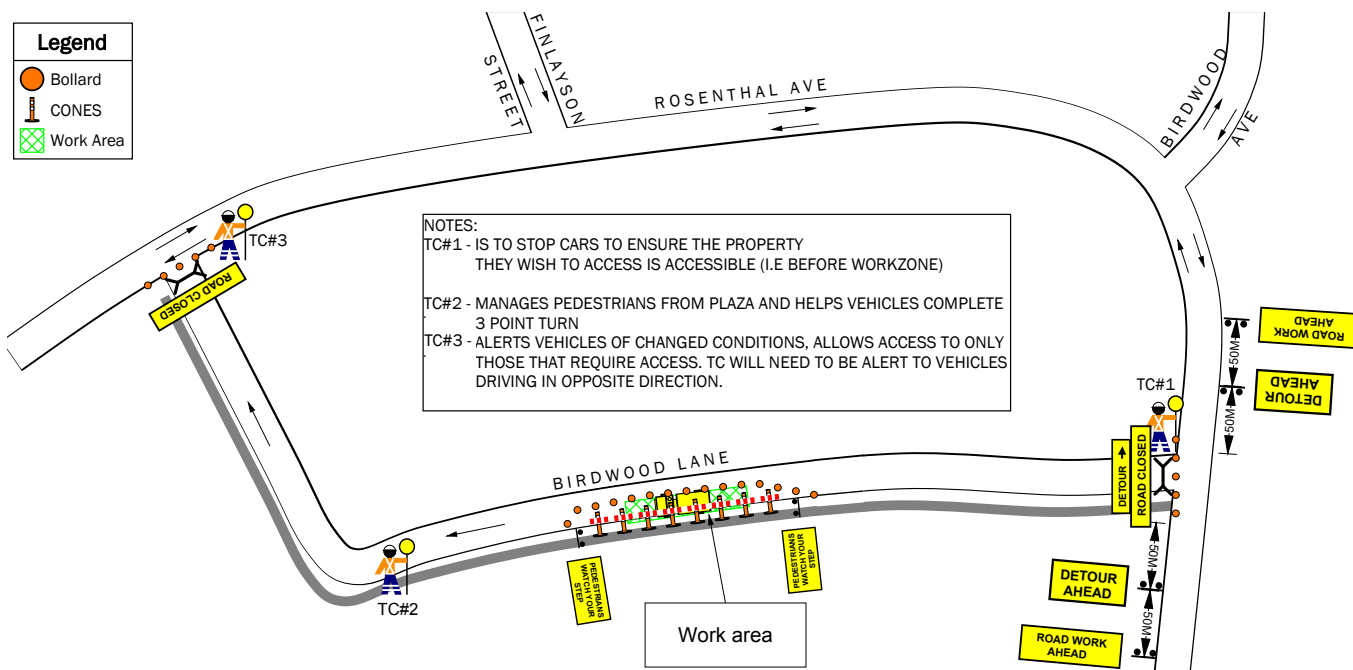 Legend
Bollard
CONES
Work Area
FINLAYSON
STREET
ROSENTHAL AVE
BIRDWOOD
AVE
TC#3
ROAD CLOSED
NOTES:
TC#1 - IS TO STOP CARS TO ENSURE THE PROPERTY
THEY WISH TO ACCESS IS ACCESSIBLE (I.E BEFORE WORKZONE)
TC#2 - MANAGES PEDESTRIANS FROM PLAZA AND HELPS VEHICLES COMPLETE
3 POINT TURN
TC#3 - ALERTS VEHICLES OF CHANGED CONDITIONS, ALLOWS ACCESS TO ONLY
THOSE THAT REQUIRE ACCESS. TC WILL NEED TO BE ALERT TO VEHICLES
DRIVING IN OPPOSITE DIRECTION.
ROAD WORK
AHEAD
50M
DETOUR
AHEAD
50M
TC#1
DETOUR
ROAD CLOSED
BIRDWOOD LANE
PEDESTRIANS
WATCH YOUR
STEP
PEDESTRIANS
WATCH YOUR
STEP
TC#2
Work area
50M
DETOUR
AHEAD
50M
ROAD WORK
AHEAD